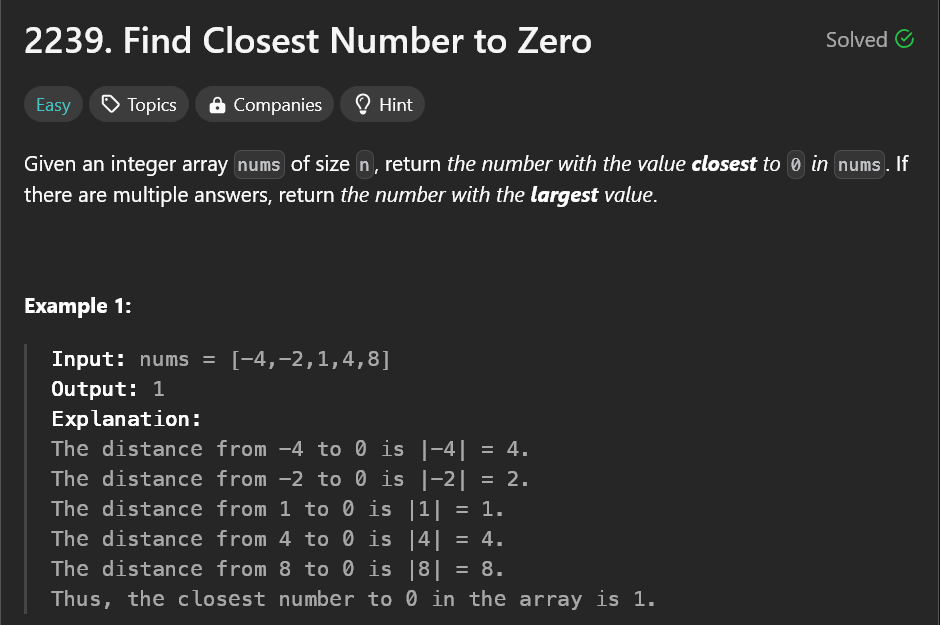 2239. Find Closest Number to Zero
Solved
Easy Topics Companies Hint
Given an integer array nums of size n, return the number with the value closest to 0 in nums. If
there are multiple answers, return the number with the largest value.
Example 1:
Input: nums = [-4,-2,1,4,8]
Output: 1
Explanation:
The distance from -4 to 0 is |-4| = 4.
The distance from -2 to 0 is |-2| = 2.
The distance from 1 to 0 is |1| = 1.
The distance from 4 to 0 is |4| = 4.
The distance from 8 to 0 is |8| = 8.
Thus, the closest number to 0 in the array is 1.